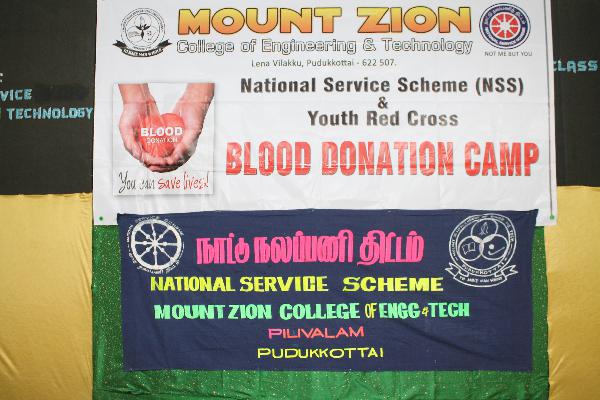 MOUNT ZION
College of Engineering & Technology
Lena Vilakku, Pudukkottai - 622 507.
NOT ME BUT YOU
National Service Scheme (NSS)
&
Youth Red Cross
BLOOD DONATION CAMP
BLOOD
DONATION
You can save lives!
CLASS
VICE
TECHNOLOGY
நாட்டு நலப்பணி திட்டம்
NATIONAL SERVICE SCHEME
MOUNT ZION COLLEGE OF ENGG & TECH
PILIVALAM
PUDUKKOTTAI